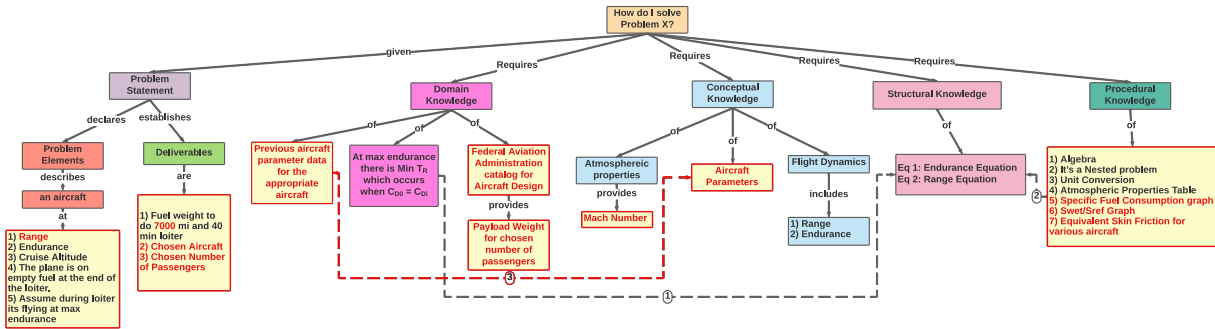 How do I solve
Problem X?
given
Requires
Requires
Requires
Requires
Problem
Statement
Domain
Knowledge
Conceptual
Knowledge
Structural Knowledge
Procedural
Knowledge
declares
establishes
of
of
of
of
of
of
of
of
Problem
Elements
Deliverables
Previous aircraft
parameter data
for the
appropriate
aircraft
At max endurance
there is Min TR
which occurs
when CD0 = CDi
Federal Aviation
Administration
catalog for
Aircraft Design
Atmosphereic
properties
Aircraft
Parameters
Flight Dynamics
Eq 1: Endurance Equation
Eq 2: Range Equation
1) Algebra
2) It's a Nested problem
3) Unit Conversion
4) Atmospheric Properties Table
5) Specific Fuel Consumption graph
6) Swet/Sref Graph
7) Equivalent Skin Friction for
various aircraft
describes
are
provides
provides
includes
an aircraft
at
1) Fuel weight to
do 7000 mi and 40
min loiter
2) Chosen Aircraft
3) Chosen Number
of Passengers
Payload Weight
for chosen
number of
passengers
Mach Number
1) Range
2) Endurance
1) Range
2) Endurance
3) Cruise Altitude
4) The plane is on
empty fuel at the end of
the loiter.
5) Assume during loiter
its flying at max
endurance
3
1
2